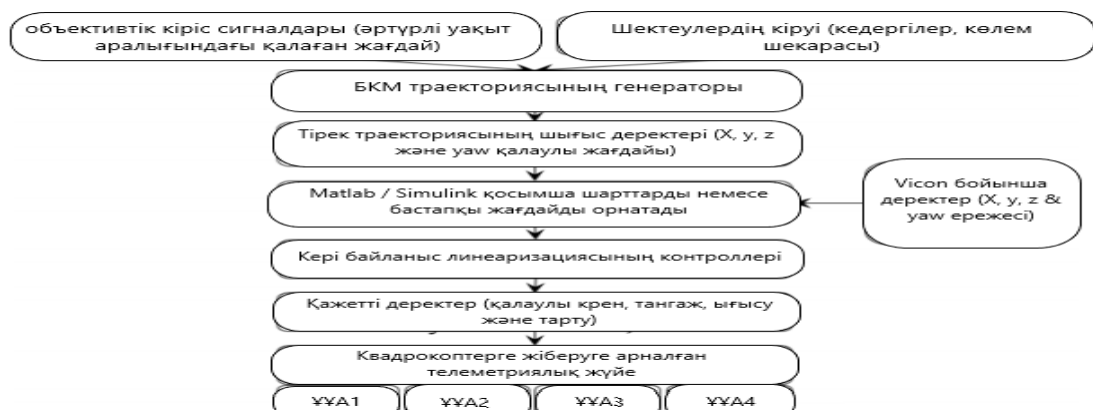 объективтік кіріс сигналдары (әртүрлі уақыт
аралығындағы қалаған жағдай)
Шектеулердің кіруі (кедергілер, көлем
шекарасы)
БКМ траекториясының генераторы
Тірек траекториясының шығыс деректері (X, y, z
және yaw қалаулы жағдайы)
Matlab / Simulink қосымша шарттарды немесе
бастапқы жағдайды орнатады
Vicon бойынша
деректер (X, y, z &
yaw ережесі)
Кері байланыс линеаризациясының контроллері
Қажетті деректер (қалаулы крен, тангаж, ығысу
және тарту)
Квадрокоптерге жіберуге арналған
телеметриялық жүйе
ҰҰА1
ҰҰА2
ҰҰА3
ҰҰА4